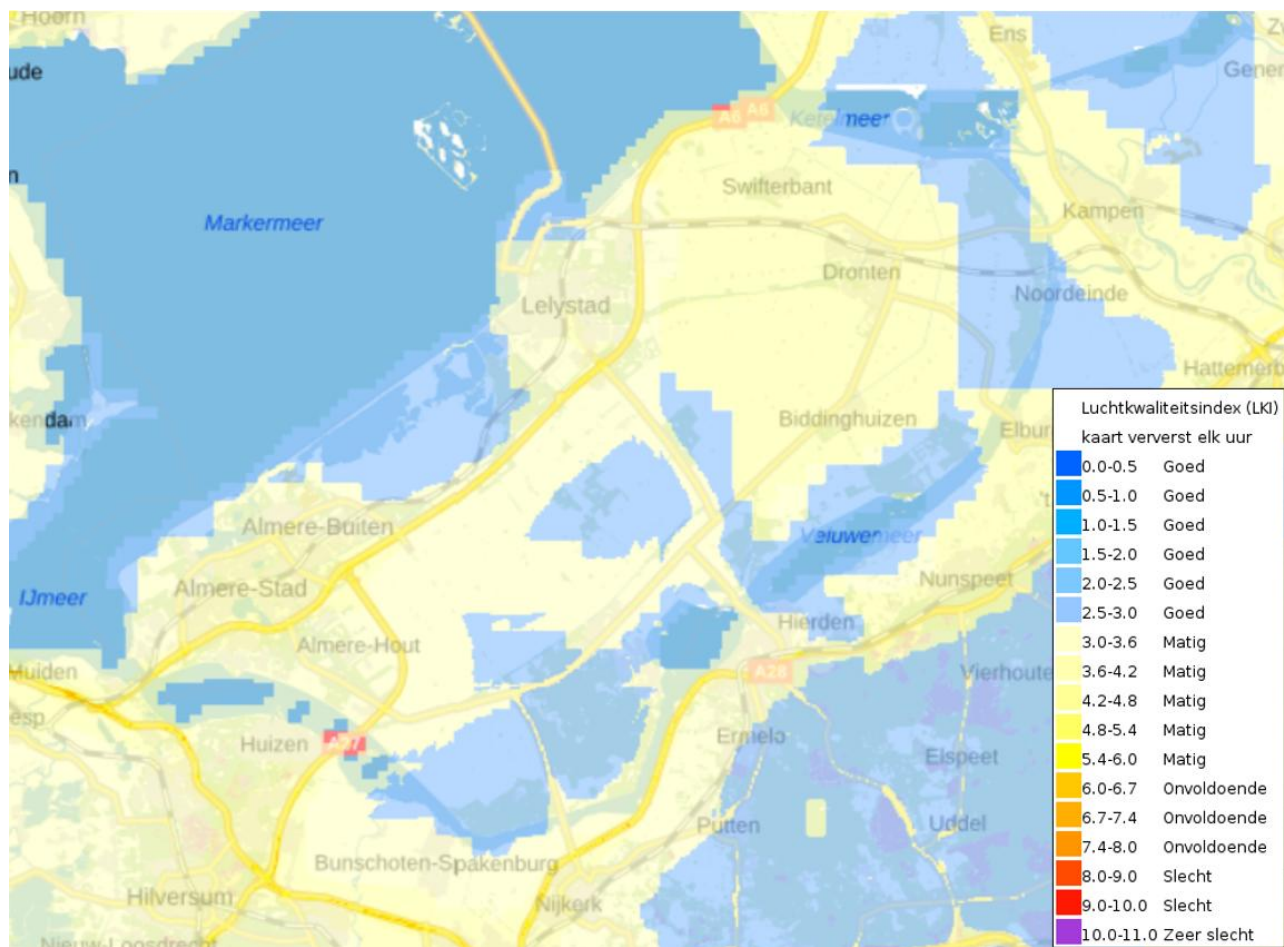 Hoorn
Ens
ude
Gener
A6
A6
Ketelmeer
Swifterbant
Kampen
Markermeer
Dronten
Noordeinde
Lelystad
Hattemerb
kendam
Biddinghuizen
Elbur
Almere-Buiten
Veluwemeer
Nunspeet
IJmeer
Almere-Stad
Hierden
Almere-Hout
Muiden
A28
Vierhoute
esp
Huizen
A27
Ermelo
Elspeet
Putten
Uddel
Bunschoten-Spakenburg
Hilversum
Nijkerk
Nieuw-Loosdrecht
Luchtkwaliteitsindex (LKI)
kaart ververst elk uur
0.0-0.5 Goed
0.5-1.0 Goed
1.0-1.5 Goed
1.5-2.0 Goed
2.0-2.5 Goed
2.5-3.0 Goed
3.0-3.6 Matig
3.6-4.2 Matig
4.2-4.8 Matig
4.8-5.4 Matig
5.4-6.0 Matig
6.0-6.7 Onvoldoende
6.7-7.4 Onvoldoende
7.4-8.0 Onvoldoende
8.0-9.0 Slecht
9.0-10.0 Slecht
10.0-11.0 Zeer slecht